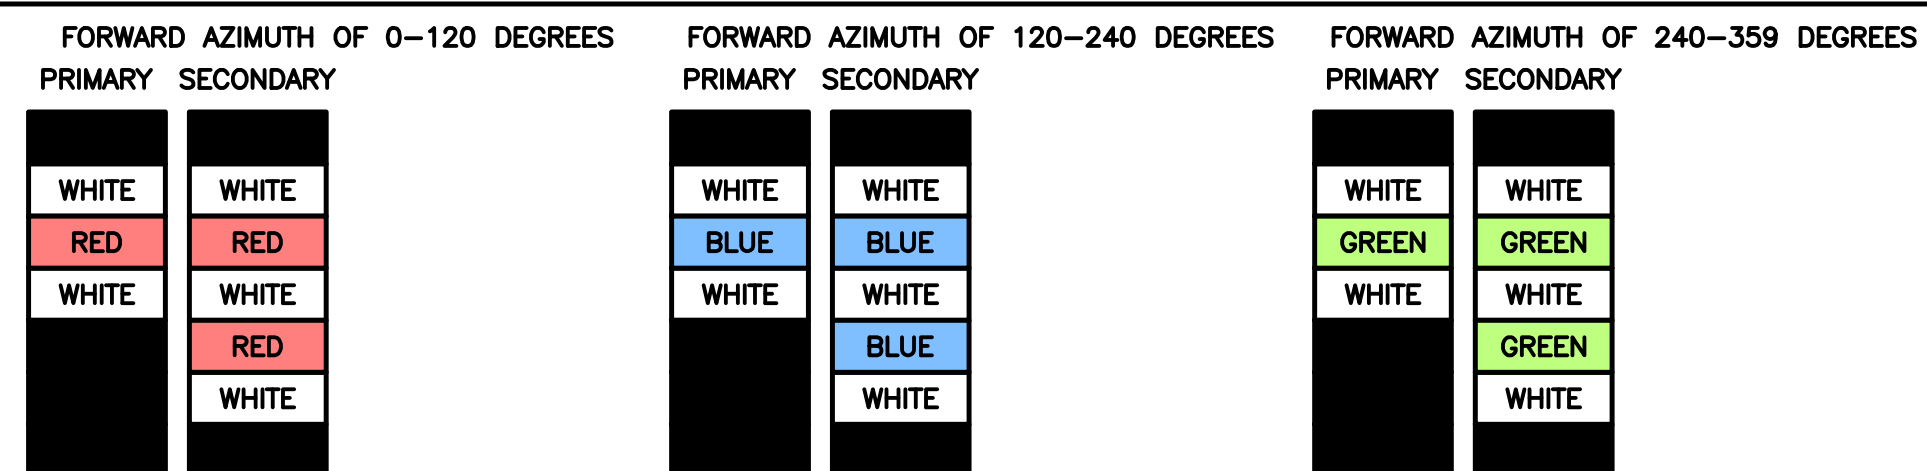 FORWARD AZIMUTH OF 0-120 DEGREES
PRIMARY SECONDARY
WHITE WHITE
RED RED
WHITE WHITE
RED
WHITE
FORWARD AZIMUTH OF 120-240 DEGREES
PRIMARY SECONDARY
WHITE WHITE
BLUE BLUE
WHITE WHITE
BLUE
WHITE
FORWARD AZIMUTH OF 240-359 DEGREES
PRIMARY SECONDARY
WHITE WHITE
GREEN GREEN
WHITE WHITE
GREEN
WHITE